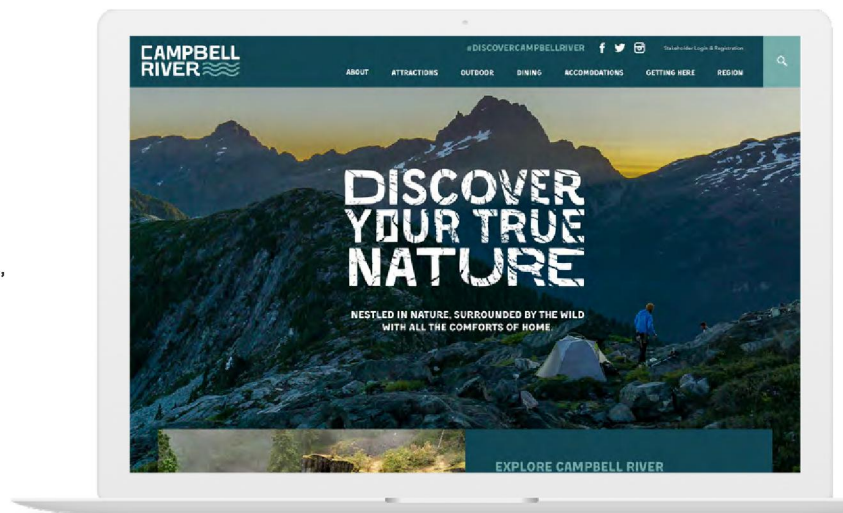 #DISCOVERCAMPBELLRIVER
Stakeholder Login & Registration
CAMPBELL
RIVER
ABOUT ATTRACTIONS OUTDOOR DINING ACCOMODATIONS GETTING HERE REGION
DISCOVER
YOUR TRUE
NATURE
,
NESTLED IN NATURE, SURROUNDED BY THE WILD
WITH ALL THE COMFORTS OF HOME
EXPLORE CAMPBELL RIVER